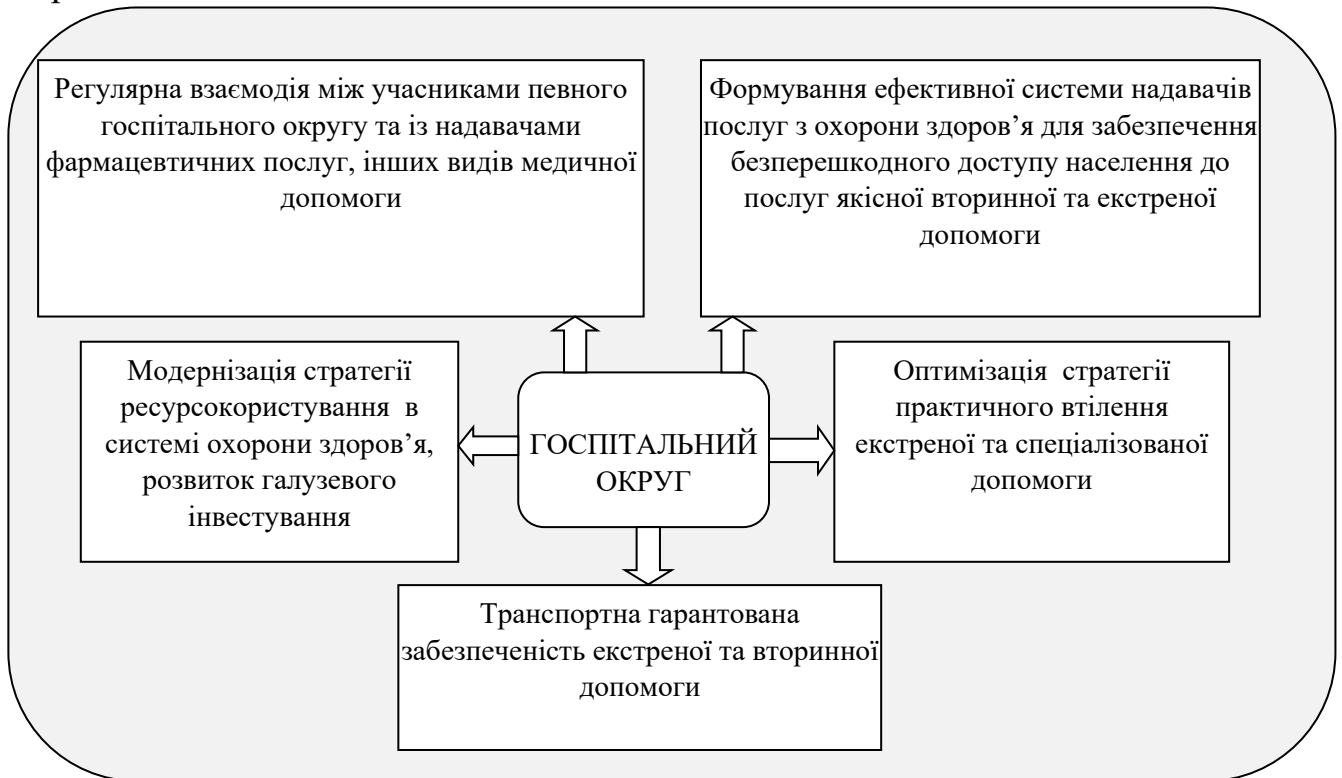 Регулярна взаємодія між учасниками певного
госпітального округу та із надавачами
фармацевтичних послуг, інших видів медичної
допомоги
Формування ефективної системи надавачів
послуг з охорони здоров’я для забезпечення
безперешкодного доступу населення до
послуг якісної вторинної та екстреної
допомоги
Модернізація стратегії
ресурсокористування в
системі охорони здоров’я,
розвиток галузевого
інвестування
ГОСПІТАЛЬНИЙ
ОКРУГ
Оптимізація стратегії
практичного втілення
екстреної та спеціалізованої
допомоги
Транспортна гарантована
забезпеченість екстреної та вторинної
допомоги